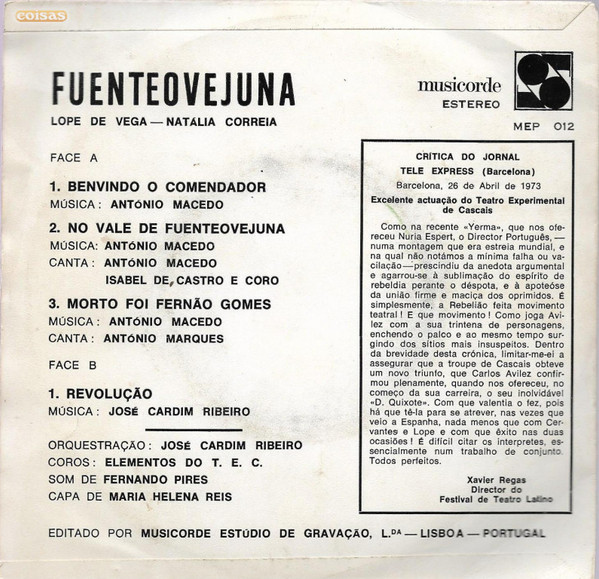 coisas
FUENTEOVEJUNA
LOPE DE VEGA — NATÁLIA CORREIA
musicorde
ESTEREO
MEP 012
FACE A
1. BENVINDO O COMENDADOR
MÚSICA: ANTÓNIO MACEDO
2. NO VALE DE FUENTEOVEJUNA
MÚSICA: ANTÓNIO MACEDO
CANTA: ANTÓNIO MACEDO
ISABEL DE CASTRO E CORO
3. MORTO FOI FERNÃO GOMES
MÚSICA: ANTÓNIO MACEDO
CANTA: ANTÓNIO MARQUES
FACE B
1. REVOLUÇÃO
MÚSICA: JOSÉ CARDIM RIBEIRO
ORQUESTRAÇÃO: JOSÉ CARDIM RIBEIRO
COROS: ELEMENTOS DO T. E. C.
SOM DE FERNANDO PIRES
CAPA DE MARIA HELENA REIS
CRÍTICA DO JORNAL
TELE EXPRESS (Barcelona)
Barcelona, 26 de Abril de 1973
Excelente actuação do Teatro Experimental
de Cascais
Como na recente «Yerma», que nos ofe-
receu Nuria Espert, o Director Português, —
numa montagem que era estreia mundial, e
na qual não notámos a mínima falha ou va-
cilação — prescindiu da anedota argumental
e agarrou-se à sublimação do espírito de
rebeldia perante o déspota, e à apoteóse
da união firme e maciça dos oprimidos. É
simplesmente, a Rebelião feita movimento
teatral! E que movimento! Como joga Avi-
lez com a sua trintena de personagens,
enchendo o palco e ao mesmo tempo sur-
gindo dos sítios mais insuspeitos. Dentro
da brevidade desta crónica, limitar-me-ei a
assegurar que a troupe de Cascais obteve
um novo triunfo, que Carlos Avilez confir-
mou plenamente, quando nos ofereceu, no
começo da sua carreira, o seu inolvidável
«D. Quixote». Com que valentia o fez, pois
há que tê-la para se atrever, nas vezes que
veio a Espanha, nada menos que com Cer-
vantes e Lope e com que êxito nas duas
ocasiões! É difícil citar os interpretes, es-
sencialmente num trabalho de conjunto.
Todos perfeitos.
Xavier Regas
Director do
Festival de Teatro Latino
EDITADO POR MUSICORDE ESTÚDIO DE GRAVAÇÃO, L.DA — LISBOA — PORTUGAL